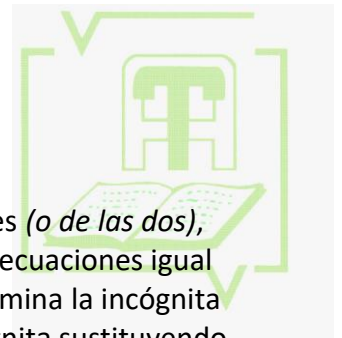 es (o de las dos),
ecuaciones igual
mina la incógnita